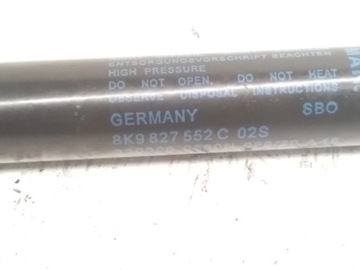 ENTSORGUNGSVORSCHRIFT BEACHTEN
HIGH PRESSURE
DO NOT OPEN, DO NOT HEAT
OBSERVE DISPOSAL INSTRUCTIONS
GERMANY SBO
8K9 827 552 C 02S